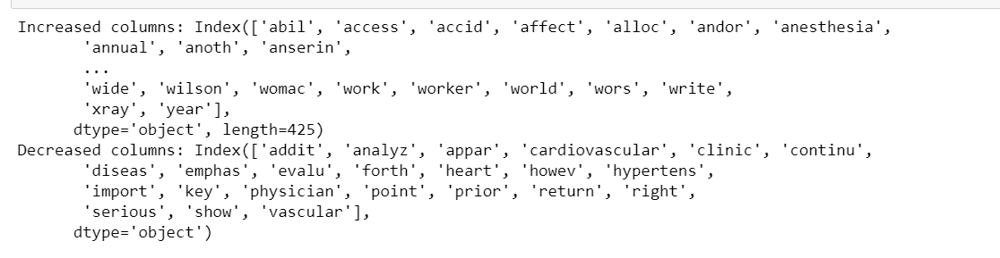 Increased columns: Index(['abil', 'access', 'accid', 'affect', 'alloc', 'andor', 'anesthesia',
'annual', 'anoth', 'anserin',
...
'wide', 'wilson', 'womac', 'work', 'worker', 'world', 'wors', 'write',
'xray', 'year'],
dtype='object', length=425)
Decreased columns: Index(['addit', 'analyz', 'appar', 'cardiovascular', 'clinic', 'continu',
'diseas', 'emphas', 'evalu', 'forth', 'heart', 'howev', 'hypertens',
'import', 'key', 'physician', 'point', 'prior', 'return', 'right',
'serious', 'show', 'vascular'],
dtype='object')